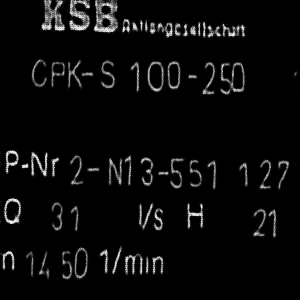 KSB Aktiengesellschaft
CPK-S 100-250
P-Nr 2-N13-551 127
Q 31 l/s H 21
n 1450 1/min